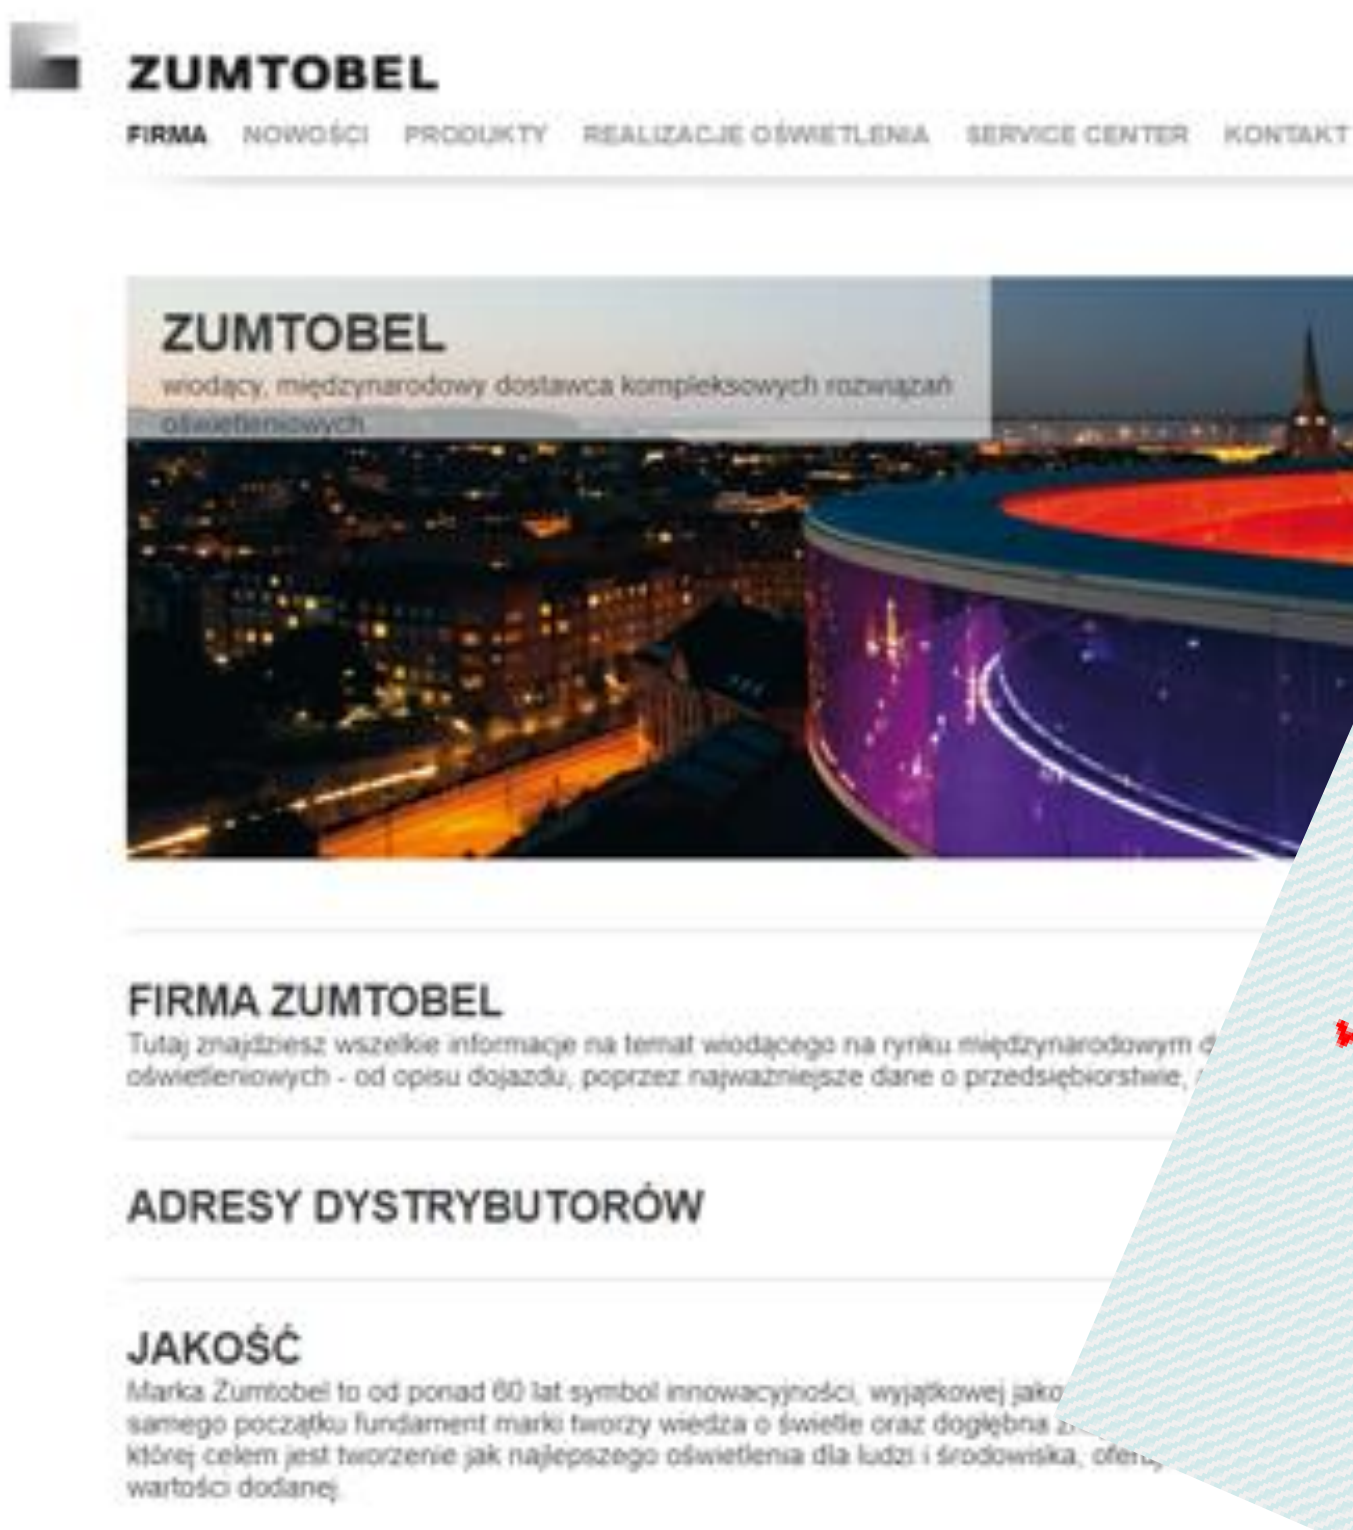 ZUMTOBEL
FIRMA NOWOŚCI PRODUKTY REALIZACJE OŚWIETLENIA SERVICE CENTER KONTAKT
ZUMTOBEL
wiodący, międzynarodowy dostawca kompleksowych rozwiązań
oświetleniowych
FIRMA ZUMTOBEL
Tutaj znajdziesz wszelkie informacje na temat wiodącego na rynku międzynarodowym
oświetleniowych - od opisu dojazdu, poprzez najważniejsze dane o przedsiębiorstwie,
ADRESY DYSTRYBUTORÓW
JAKOŚĆ
Marka Zumtobel to od ponad 60 lat symbol innowacyjności, wyjątkowej
samego początku fundament marki tworzy wiedza o świetle oraz dogłębna
której celem jest tworzenie jak najlepszego oświetlenia dla ludzi i środowiska,
wartości dodanej.